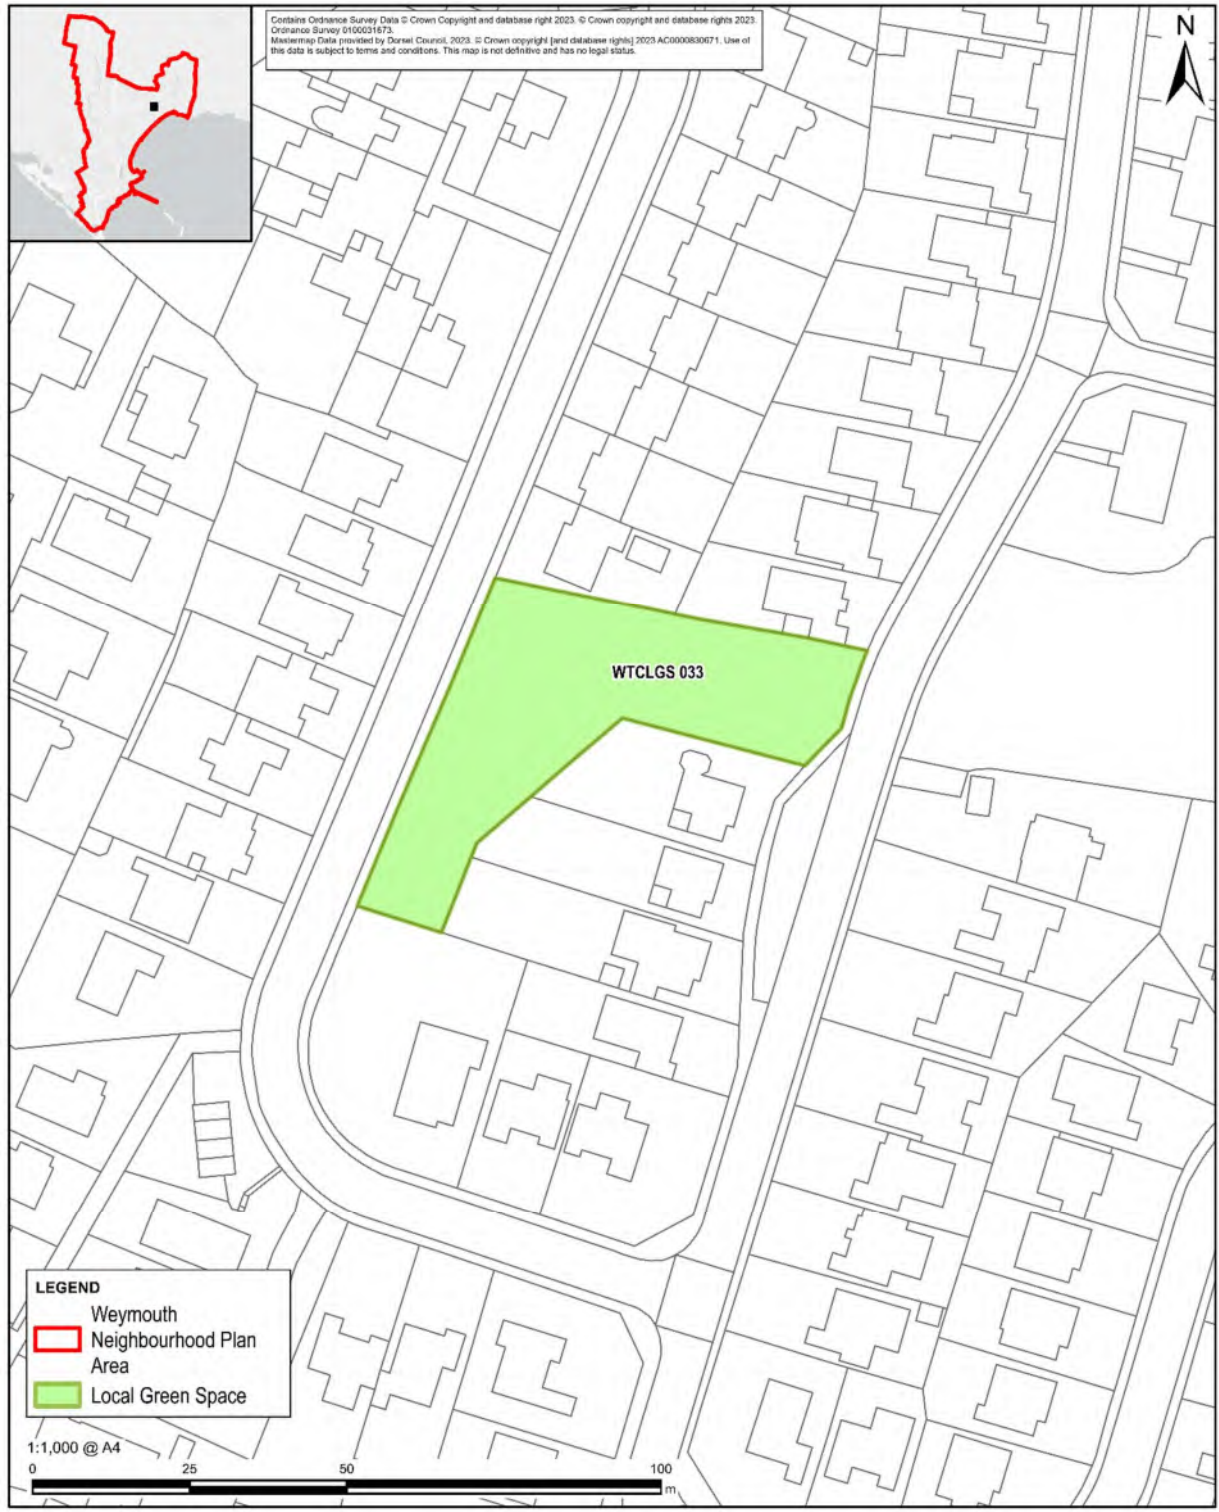 Contains Ordnance Survey Data © Crown Copyright and database right 2023. © Crown copyright and database rights 2023
Ordnance Survey 0100031673.
Mastermap Data provided by Dorset Council, 2023. © Crown copyright [and database rights] 2023 AC0000830671. Use of
this data is subject to terms and conditions. This map is not definitive and has no legal status.
N
WTCLGS 033
LEGEND
Weymouth
Neighbourhood Plan
Area
Local Green Space
1:1,000 @ A4
0 25 50 100
m